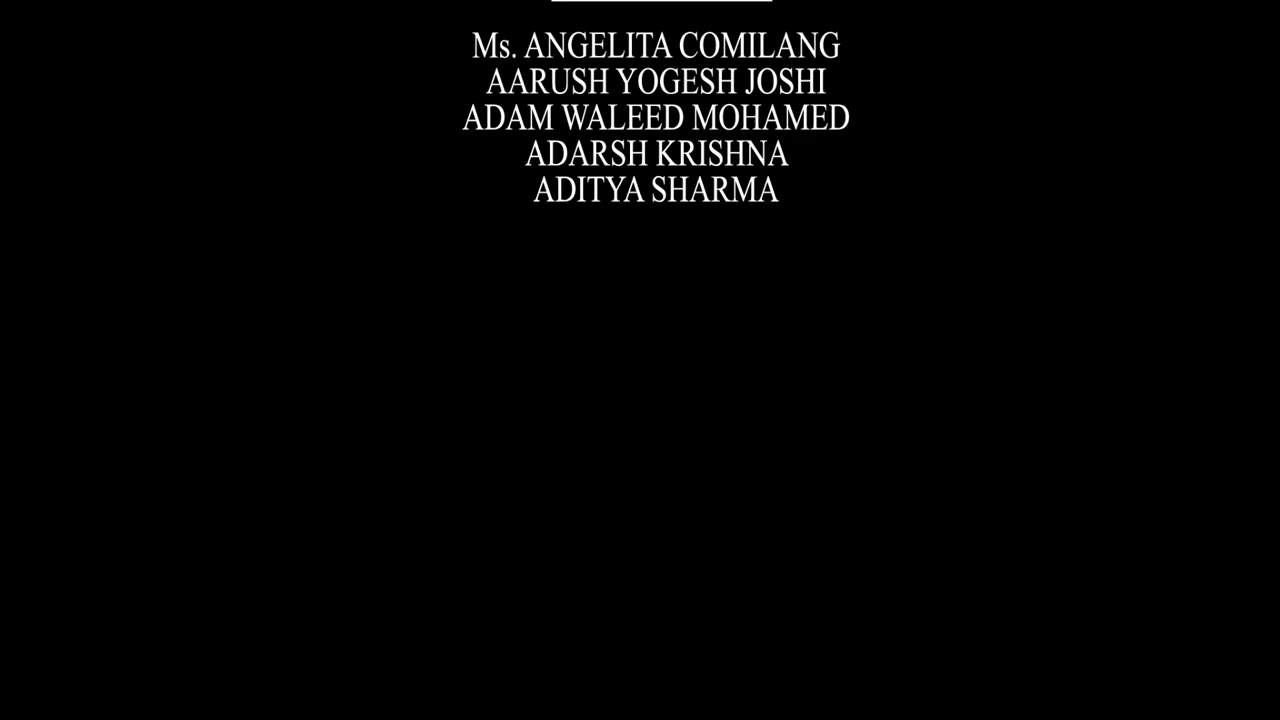 Ms. ANGELITA COMILANG
AARUSH YOGESH JOSHI
ADAM WALEED MOHAMED
ADARSH KRISHNA
ADITYA SHARMA